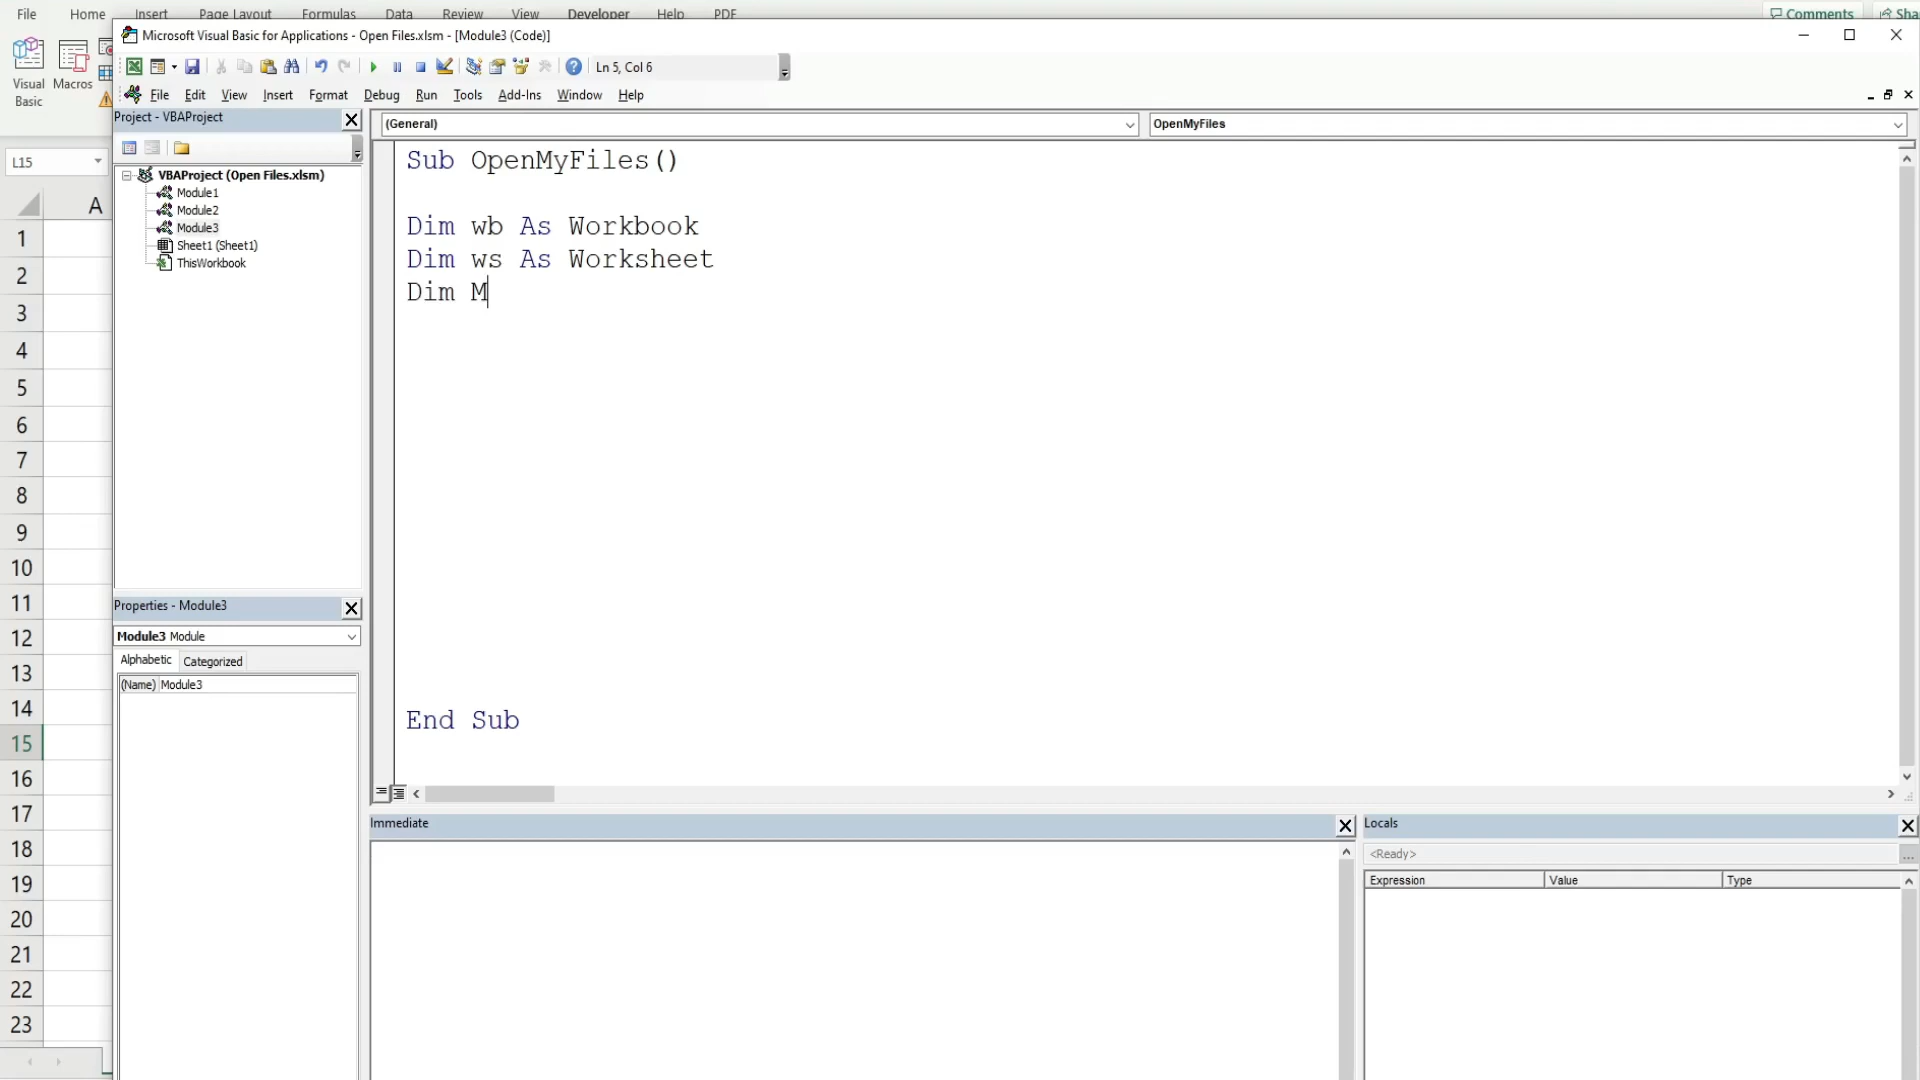 File Home Insert Page Layout Formulas Data Review View Developer Help PDF Comments
Microsoft Visual Basic for Applications - Open Files.xlsm - [Module3 (Code)]
Visual Basic
Macros
Ln 5, Col 6
File Edit View Insert Format Debug Run Tools Add-Ins Window Help
Project - VBAProject
(General)
OpenMyFiles
L15
VBAProject (Open Files.xlsm)
Module1
Module2
Module3
Sheet1 (Sheet1)
ThisWorkbook
Sub OpenMyFiles()
Dim wb As Workbook
Dim ws As Worksheet
Dim M
End Sub
A
1
2
3
4
5
6
7
8
9
10
11
12
13
14
15
16
17
18
19
20
21
22
23
Properties - Module3
Module3 Module
Alphabetic Categorized
(Name) Module3
Immediate
Locals
<Ready>
Expression Value Type